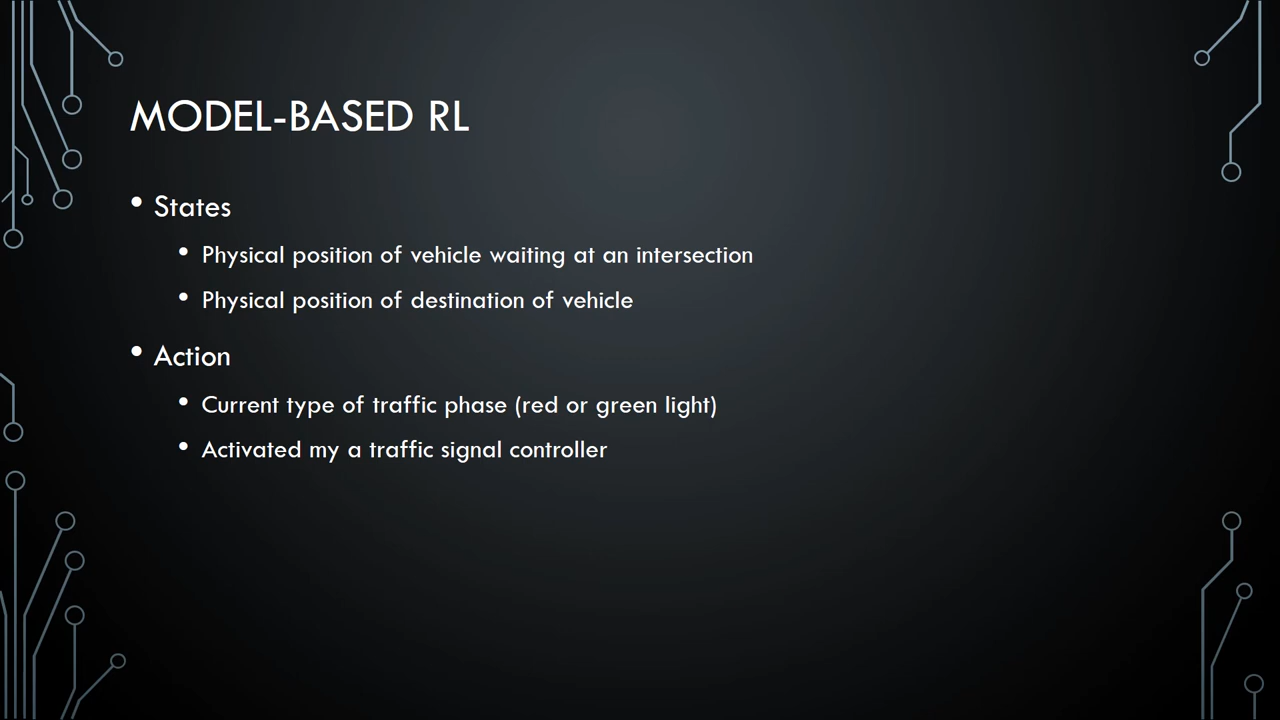 MODEL-BASED RL
• States
• Physical position of vehicle waiting at an intersection
• Physical position of destination of vehicle
• Action
• Current type of traffic phase (red or green light)
• Activated my a traffic signal controller